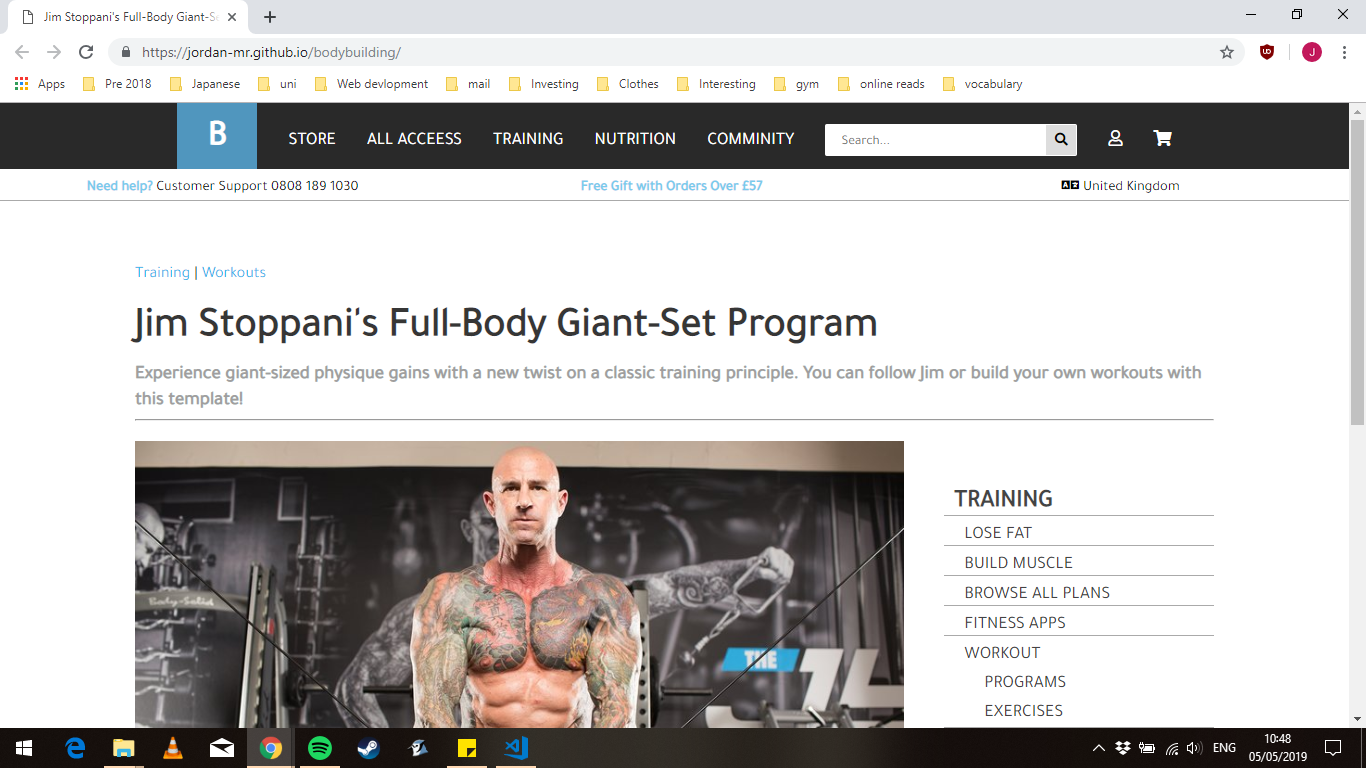 Jim Stoppani's Full-Body Giant-Se
https://jordan-mr.github.io/bodybuilding/
UD
J
Apps Pre 2018 Japanese uni Web devlopment mail Investing Clothes Interesting gym online reads vocabulary
B STORE ALL ACCEESS TRAINING NUTRITION COMMINITY Search...
Need help? Customer Support 0808 189 1030 Free Gift with Orders Over £57 United Kingdom
Training | Workouts
Jim Stoppani's Full-Body Giant-Set Program
Experience giant-sized physique gains with a new twist on a classic training principle. You can follow Jim or build your own workouts with
this template!
Body-Solid
THE
TRAINING
LOSE FAT
BUILD MUSCLE
BROWSE ALL PLANS
FITNESS APPS
WORKOUT
PROGRAMS
EXERCISES
ENG
10:48
05/05/2019